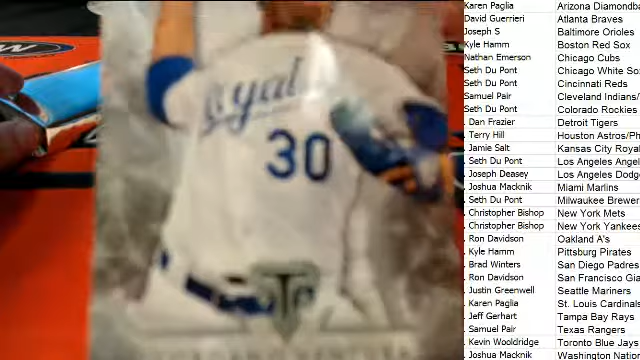 Royals
30
Karen Paglia Arizona Diamondba
David Guerrieri Atlanta Braves
Joseph S Baltimore Orioles
Kyle Hamm Boston Red Sox
Nathan Emerson Chicago Cubs
Seth Du Pont Chicago White Sox
Seth Du Pont Cincinnati Reds
Samuel Pair Cleveland Indians/
Seth Du Pont Colorado Rockies
. Dan Frazier Detroit Tigers
. Terry Hill Houston Astros/Ph
. Jamie Salt Kansas City Royal
. Seth Du Pont Los Angeles Angel
. Joseph Deasey Los Angeles Dodg
. Joshua Macknik Miami Marlins
. Seth Du Pont Milwaukee Brewer
. Christopher Bishop New York Mets
. Christopher Bishop New York Yankees
. Ron Davidson Oakland A's
. Kyle Hamm Pittsburg Pirates
. Brad Winters San Diego Padres
. Ron Davidson San Francisco Gia
. Justin Greenwell Seattle Mariners
. Karen Paglia St. Louis Cardinals
. Jeff Gerhart Tampa Bay Rays
. Samuel Pair Texas Rangers
. Kevin Wooldridge Toronto Blue Jays
. Joshua Macknik Washington Nation